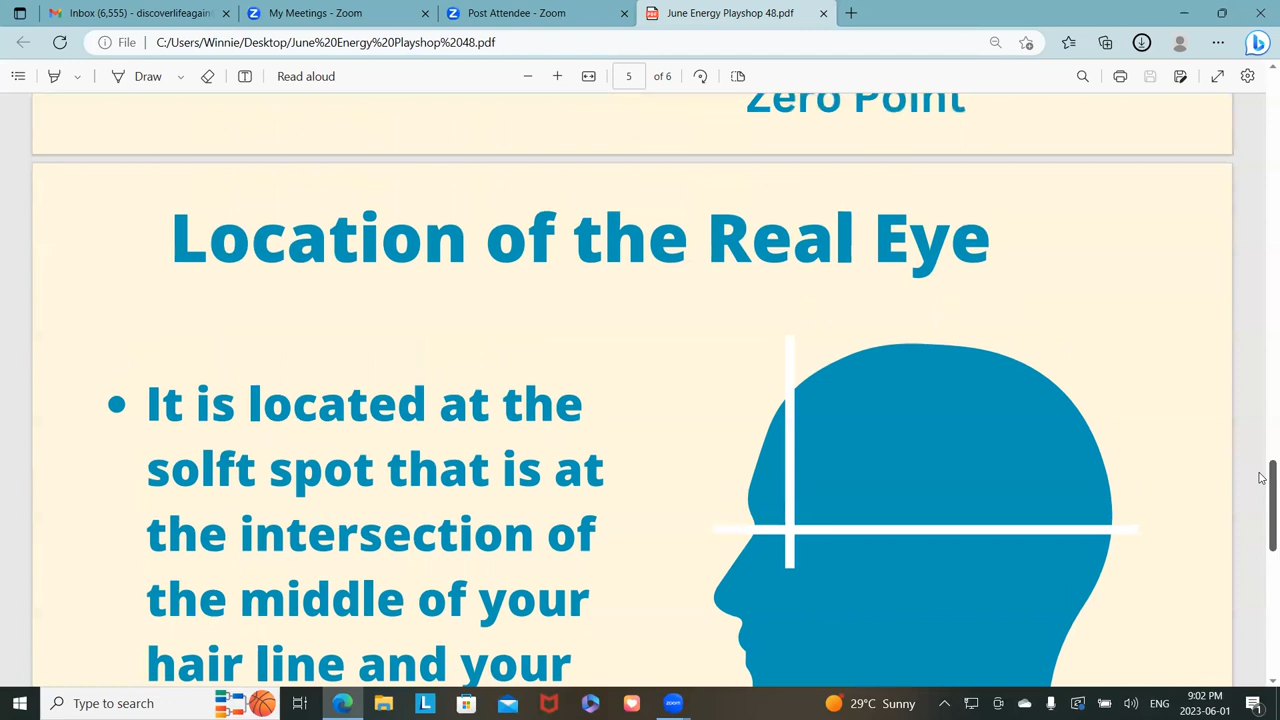 Inbox (6,555) - discoverlifeagain
My Meetings - Zoom
Post Attendee - Zoom
June Energy Playshop 48.pdf
File
C:/Users/Winnie/Desktop/June%20Energy%20Playshop%2048.pdf
Draw
Read aloud
5
of 6
Zero Point
Location of the Real Eye
• It is located at the
solft spot that is at
the intersection of
the middle of your
hair line and your
Type to search
zoom
29°C Sunny
ENG
9:02 PM
2023-06-01
1